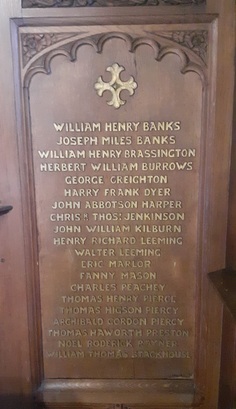 WILLIAM HENRY BANKS
JOSEPH MILES BANKS
WILLIAM HENRY BRASSINGTON
HERBERT WILLIAM BURROWS
GEORGE CREIGHTON
HARRY FRANK DYER
JOHN ABBOTSON HARPER
CHRIS: THOS: JENKINSON
JOHN WILLIAM KILBURN
HENRY RICHARD LEEMING
WALTER LEEMING
ERIC MARLOR
FANNY MASON
CHARLES PEACHEY
THOMAS HENRY PIERCE
THOMAS PIERCY
ARCHIBALD GORDON PIERCY
THOMAS HAWORTH PRESTON
NOEL RODERICK POYNER
WILLIAM THOMAS STACKHOUSE